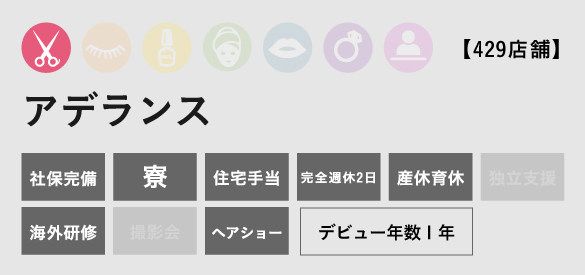 【429店舗】
アデランス
社保完備 寮 住宅手当 完全週休2日 産休育休 独立支援
海外研修 撮影会 ヘアショー デビュー年数1年